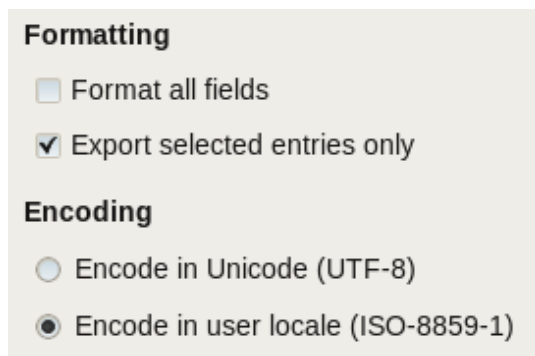 Formatting
Format all fields
Export selected entries only
Encoding
Encode in Unicode (UTF-8)
Encode in user locale (ISO-8859-1)